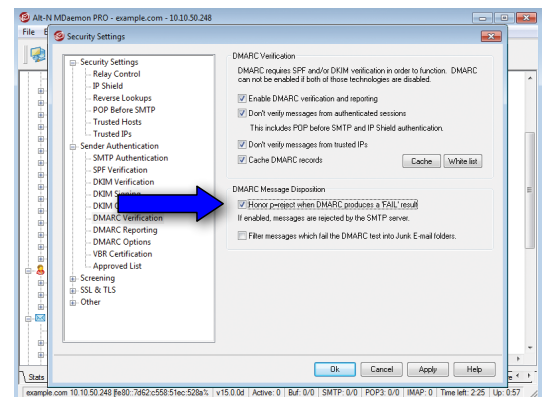 Alt-N MDaemon PRO - example.com - 10.10.50.248
File
Security Settings
Security Settings
Relay Control
IP Shield
Reverse Lookups
POP Before SMTP
Trusted Hosts
Trusted IPs
Sender Authentication
SMTP Authentication
SPF Verification
DKIM Verification
DKIM Signing
DKIM
DMARC Verification
DMARC Reporting
DMARC Options
VBR Certification
Approved List
Screening
SSL & TLS
Other
DMARC Verification
DMARC requires SPF and/or DKIM verification in order to function. DMARC
can not be enabled if both of those technologies are disabled.
Enable DMARC verification and reporting
Don't verify messages from authenticated sessions
This includes POP before SMTP and IP Shield authentication.
Don't verify messages from trusted IPs
Cache DMARC records
Cache
White list
DMARC Message Disposition
Honor p=reject when DMARC produces a 'FAIL' result
If enabled, messages are rejected by the SMTP server.
Filter messages which fail the DMARC test into Junk E-mail folders.
Ok
Cancel
Apply
Help
Stats
example.com 10.10.50.248 [fe80::7d62:c558:51ec:528a% v15.0.0d Active: 0 Buf: 0/0 SMTP: 0/0 POP3: 0/0 IMAP: 0 Time left: 2:25 Up: 0:57